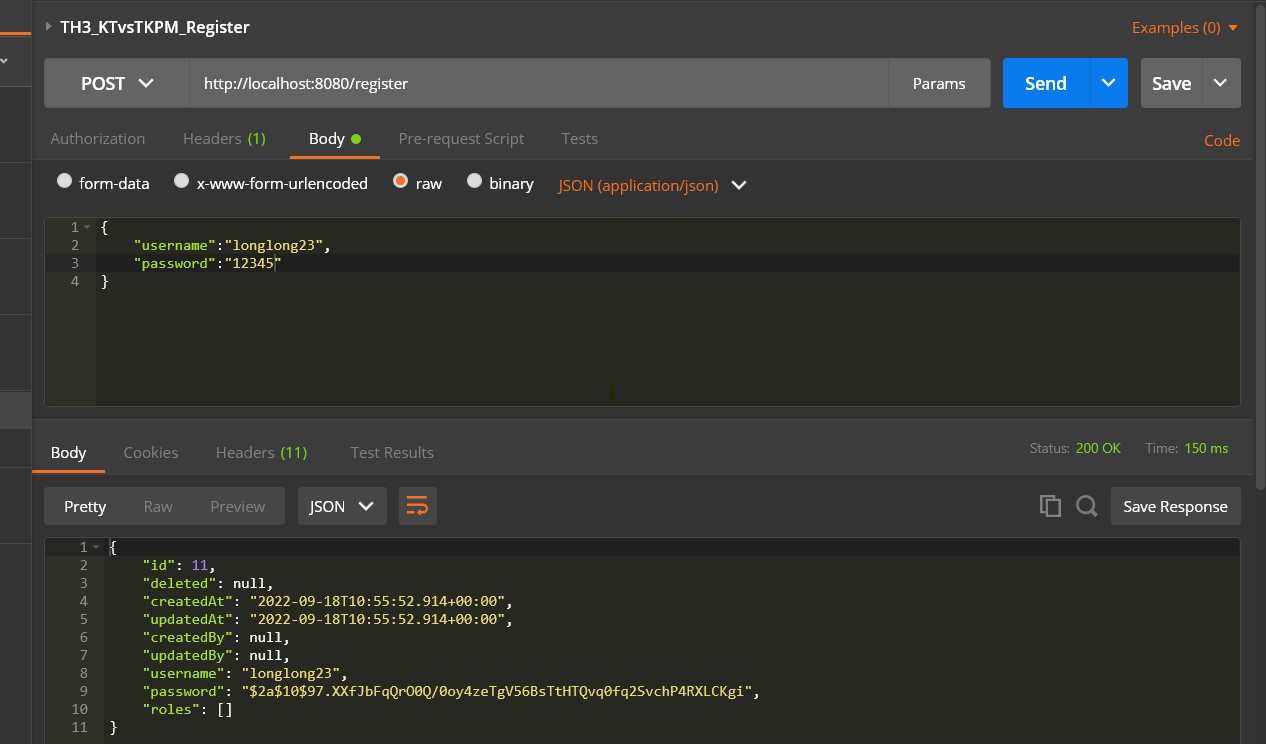 TH3_KTvsTKPM_Register
Examples (0)
POST http://localhost:8080/register Params Send Save
Authorization Headers (1) Body Pre-request Script Tests Code
form-data x-www-form-urlencoded raw binary JSON (application/json)
1 {
2 "username":"longlong23",
3 "password":"12345"
4 }
Body Cookies Headers (11) Test Results Status: 200 OK Time: 150 ms
Pretty Raw Preview JSON Save Response
1 {
2 "id": 11,
3 "deleted": null,
4 "createdAt": "2022-09-18T10:55:52.914+00:00",
5 "updatedAt": "2022-09-18T10:55:52.914+00:00",
6 "createdBy": null,
7 "updatedBy": null,
8 "username": "longlong23",
9 "password": "$2a$10$97.XXfJbFqQrO0Q/0oy4zeTgV56BsTtHTQvq0fq2SvchP4RXLCKgi",
10 "roles": []
11 }